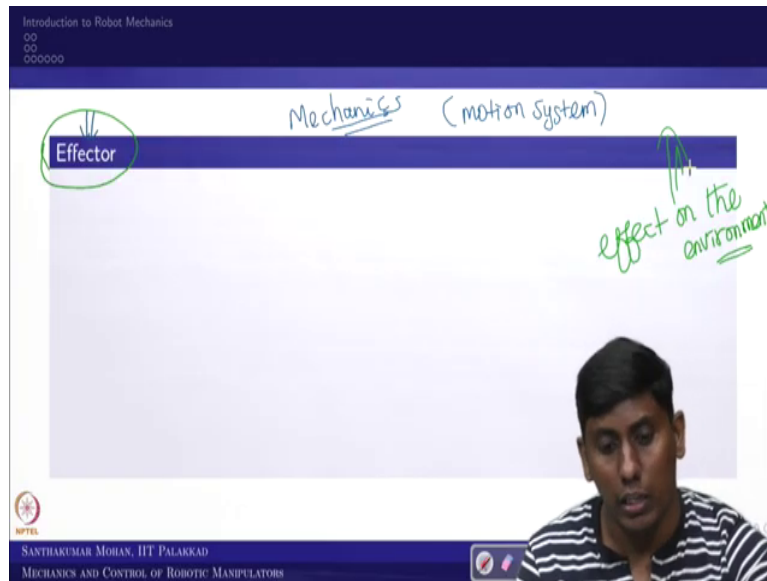 Introduction to Robot Mechanics
Mechanics (motion system)
Effector
effect on the
environment
NPTEL
SANTHAKUMAR MOHAN, IIT PALAKKAD
MECHANICS AND CONTROL OF ROBOTIC MANIPULATORS